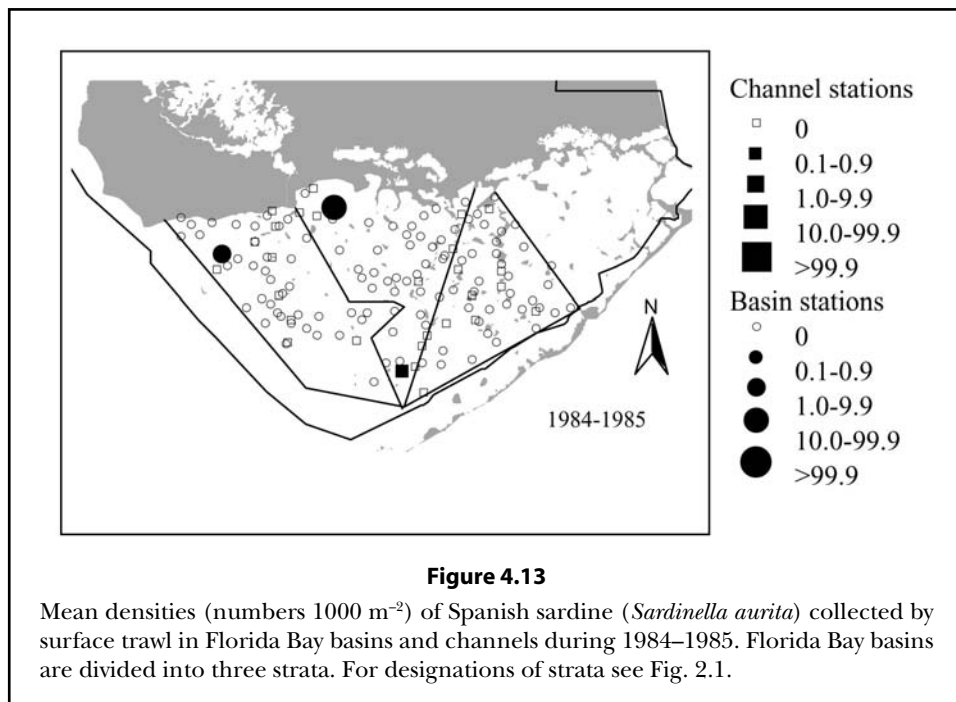 Channel stations
0
0.1-0.9
1.0-9.9
10.0-99.9
>99.9
Basin stations
0
0.1-0.9
1.0-9.9
10.0-99.9
>99.9
N
1984-1985
Figure 4.13
Mean densities (numbers 1000 m⁻²) of Spanish sardine (Sardinella aurita) collected by
surface trawl in Florida Bay basins and channels during 1984–1985. Florida Bay basins
are divided into three strata. For designations of strata see Fig. 2.1.